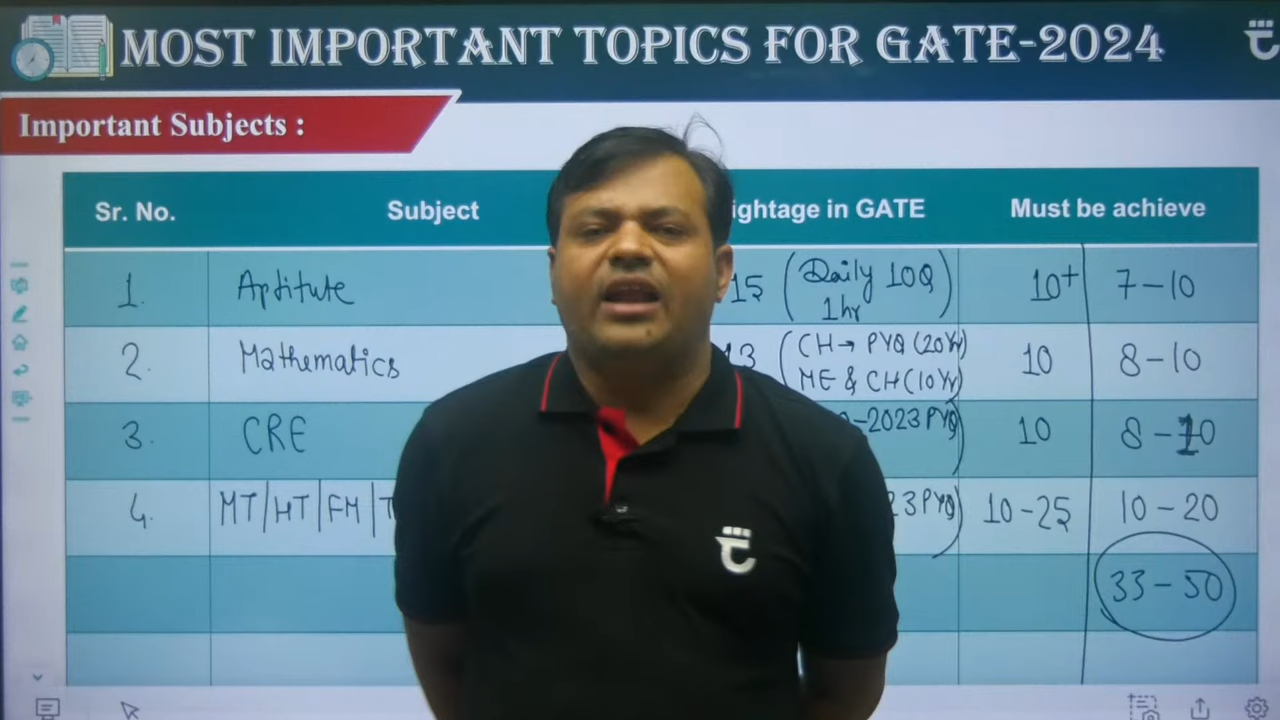 MOST IMPORTANT TOPICS FOR GATE-2024
Important Subjects :
Sr. No. Subject ightage in GATE Must be achieve
1. Aptitute 15 (Daily 10Q 10+ 7-10
1hr)
2. Mathematics 13 (CH→ PYQ (20Yr) 10 8-10
ME & CH (10Yr)
3. CRE -2023 PYQ) 10 8-10
4. MT/HT/FM/T 23 PYQ) 10-25 10-20
33-50